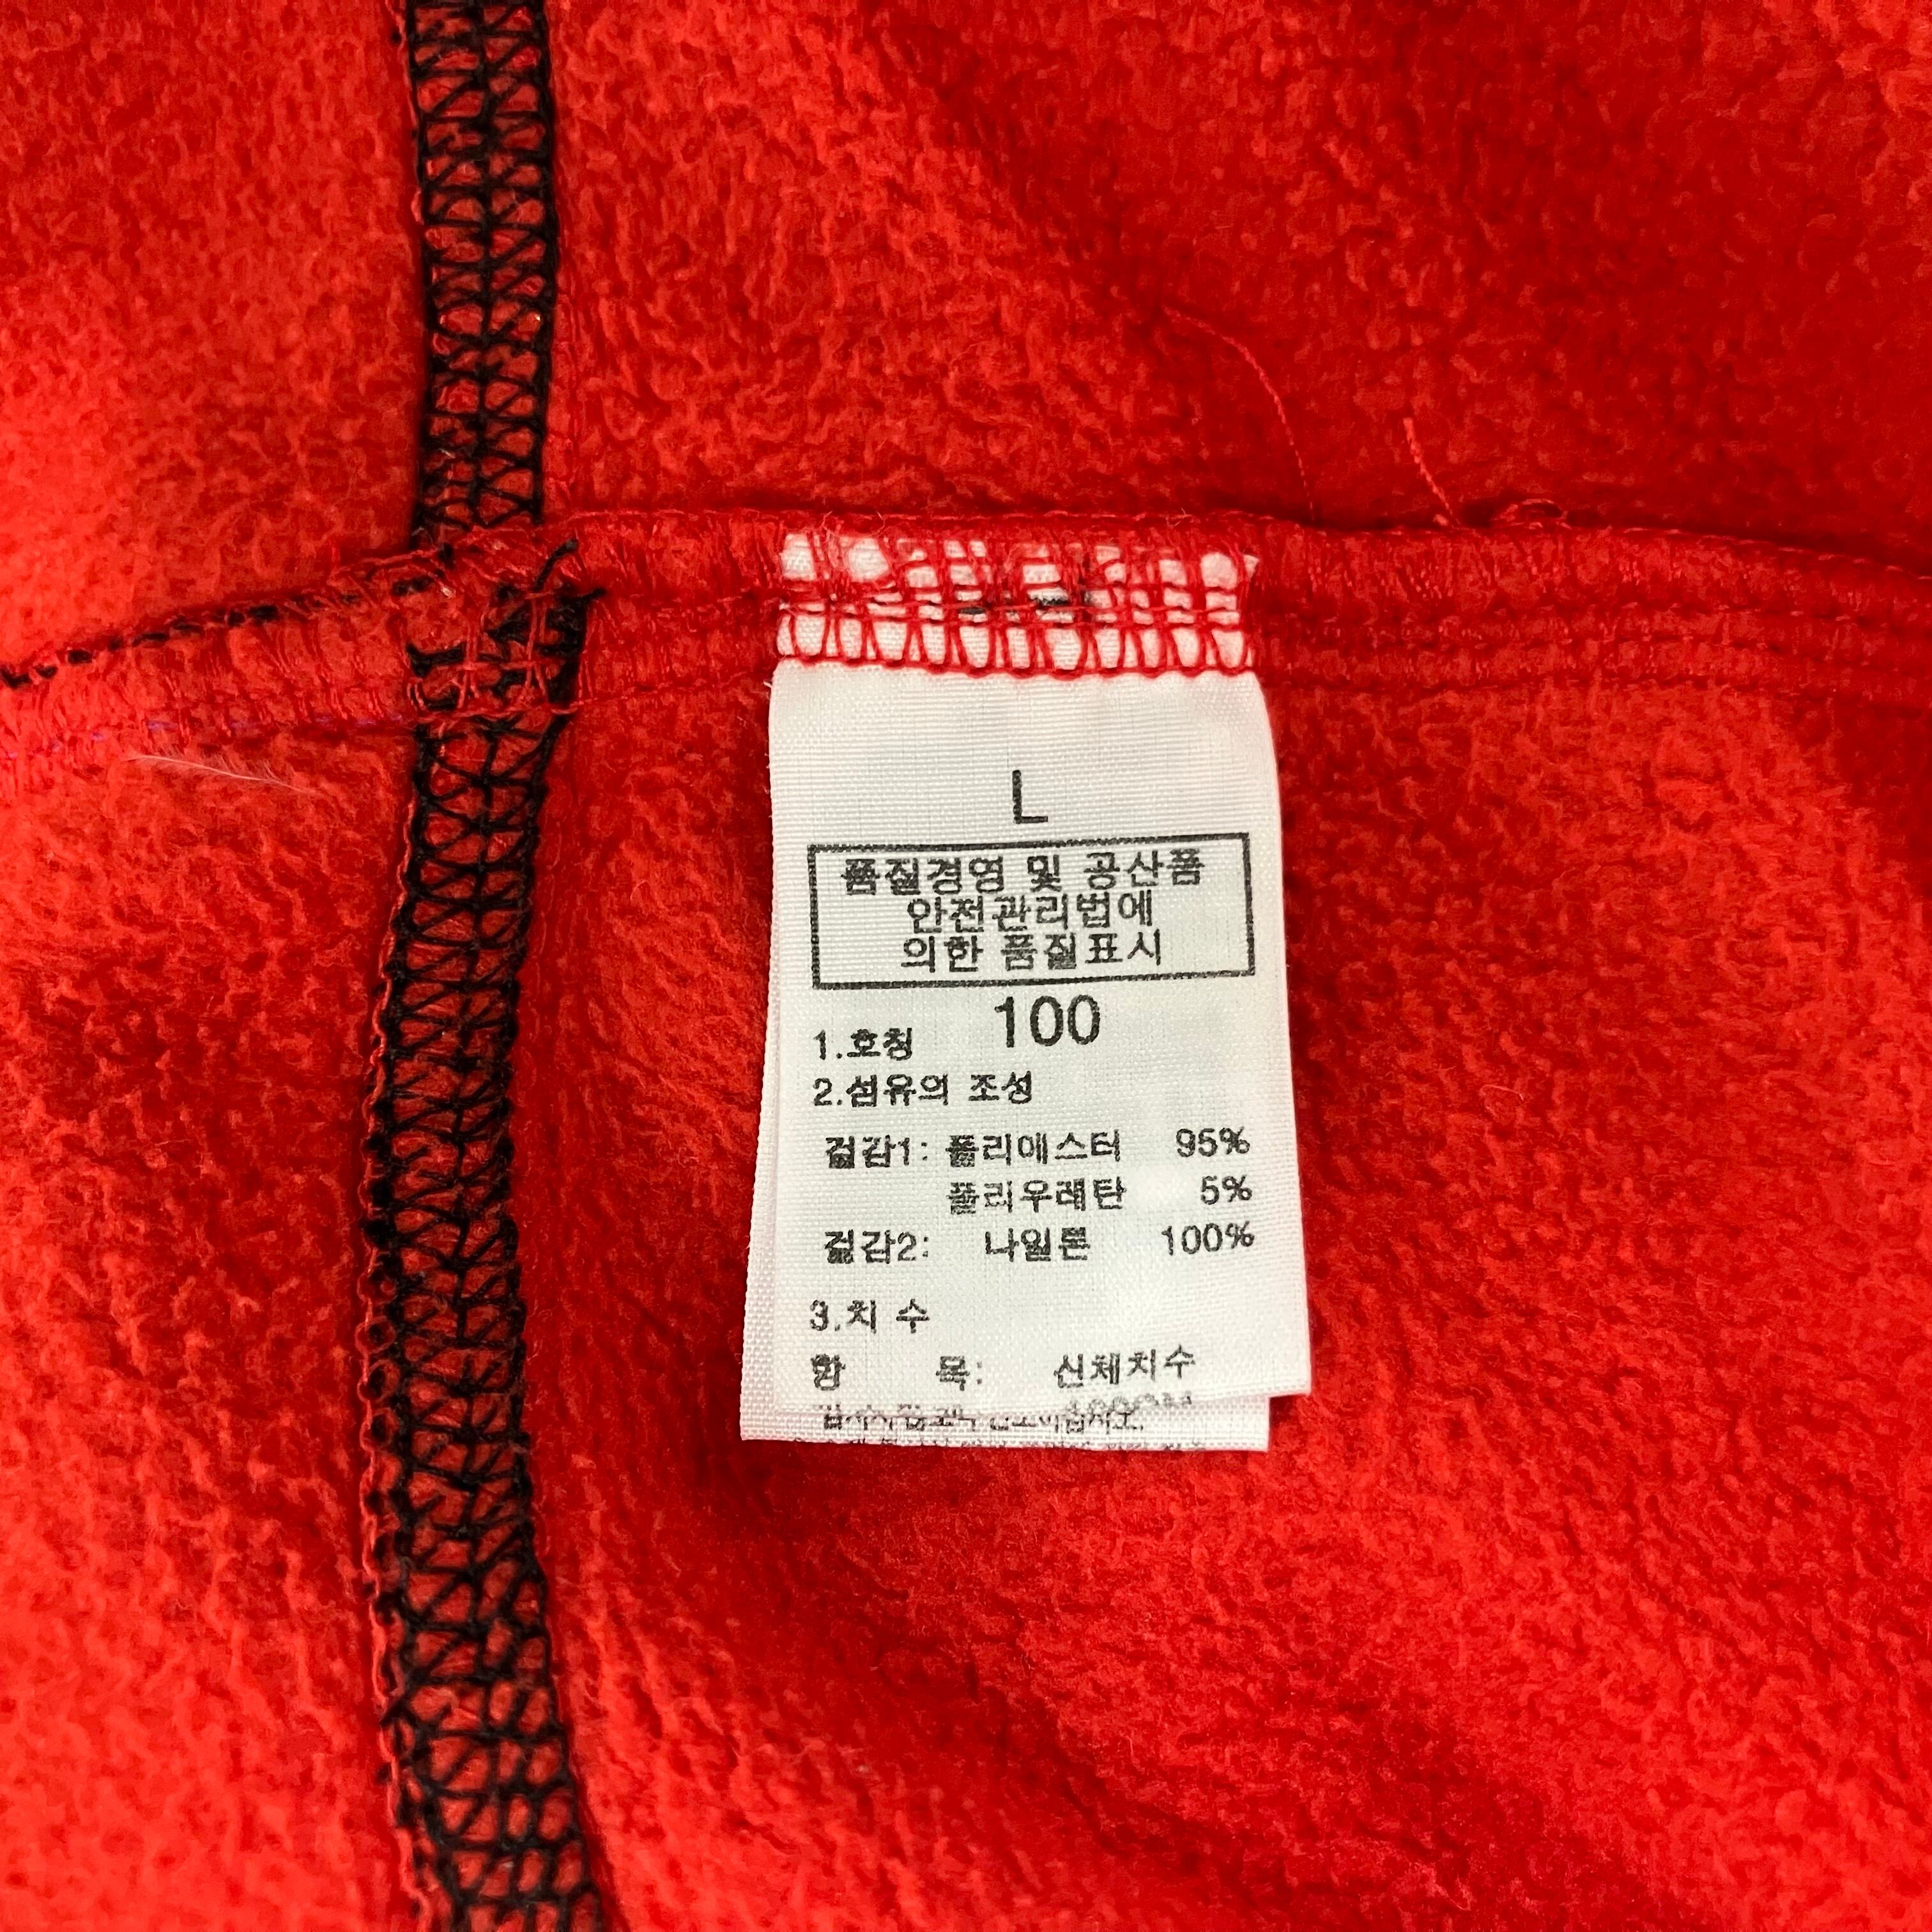 L
품질경영 및 공산품
안전관리법에
의한 품질표시
1.호칭 100
2.섬유의 조성
겉감1: 폴리에스터 95%
폴리우레탄 5%
겉감2: 나일론 100%
3.치 수
항 목: 신체치수